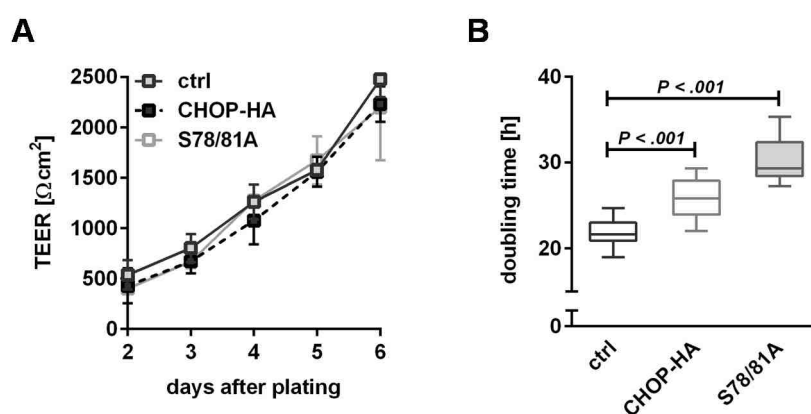 A
ctrl
CHOP-HA
S78/81A
TEER [Ωcm²]
2500
2000
1500
1000
500
0
2 3 4 5 6
days after plating
B
P < .001
P < .001
doubling time [h]
40
30
20
0
ctrl
CHOP-HA
S78/81A